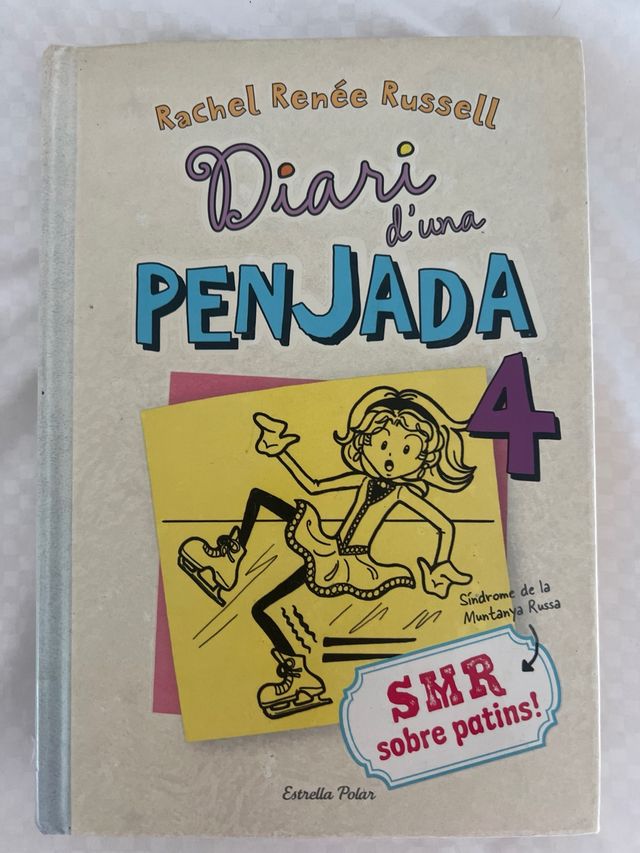 Rachel Renée Russell
Diari
d'una
PENJADA
4
Síndrome de la
Muntanya Russa
SMR
sobre patins!
Estrella Polar